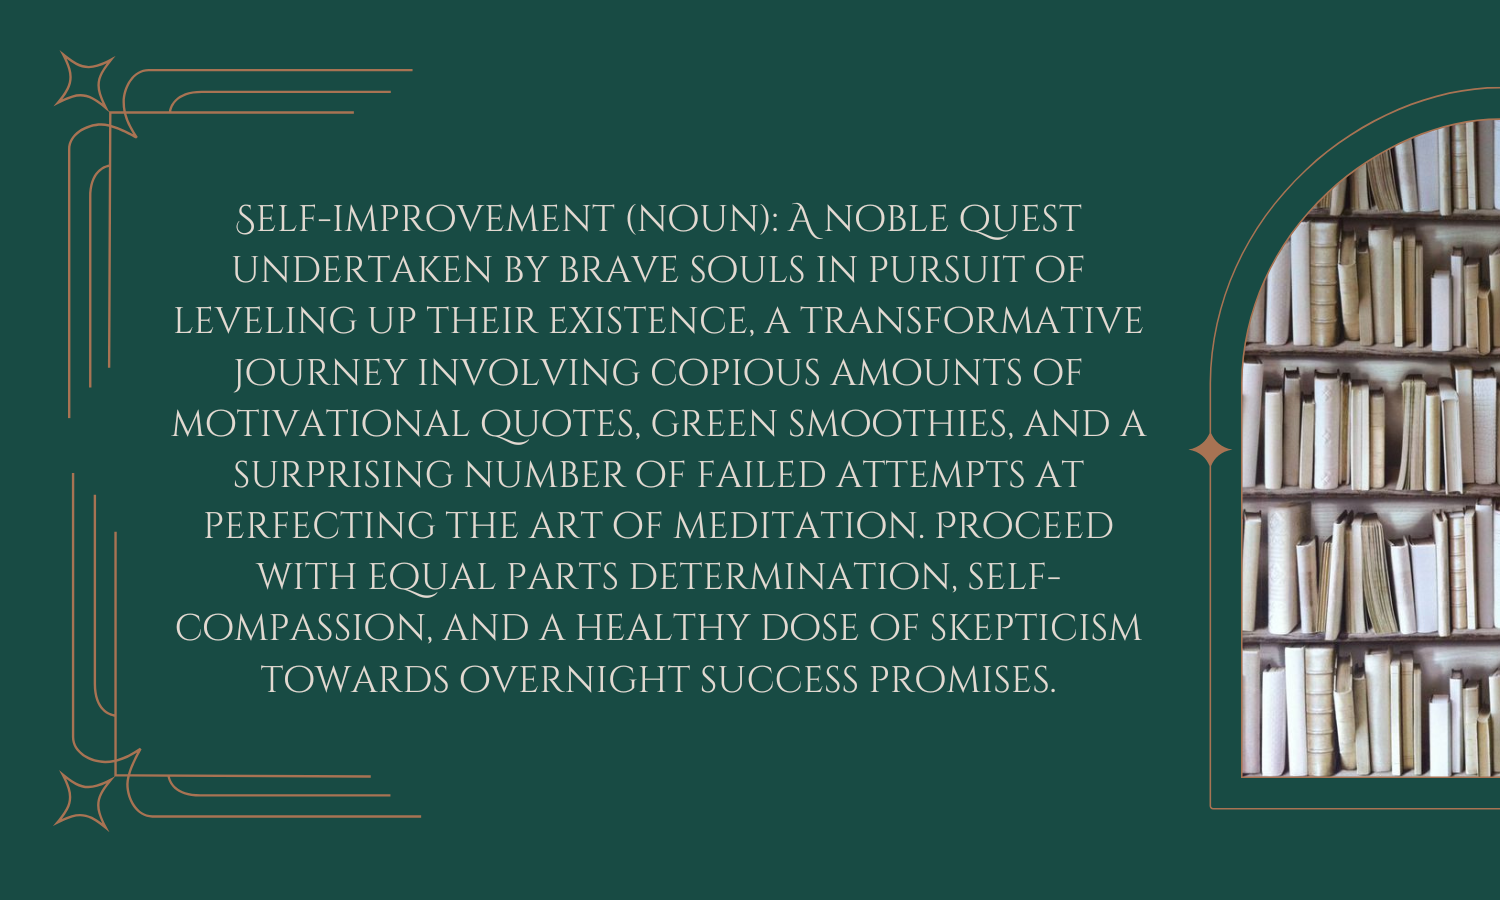 Self-improvement (noun): A noble quest
undertaken by brave souls in pursuit of
leveling up their existence, a transformative
journey involving copious amounts of
motivational quotes, green smoothies, and a
surprising number of failed attempts at
perfecting the art of meditation. Proceed
with equal parts determination, self-
compassion, and a healthy dose of skepticism
towards overnight success promises.